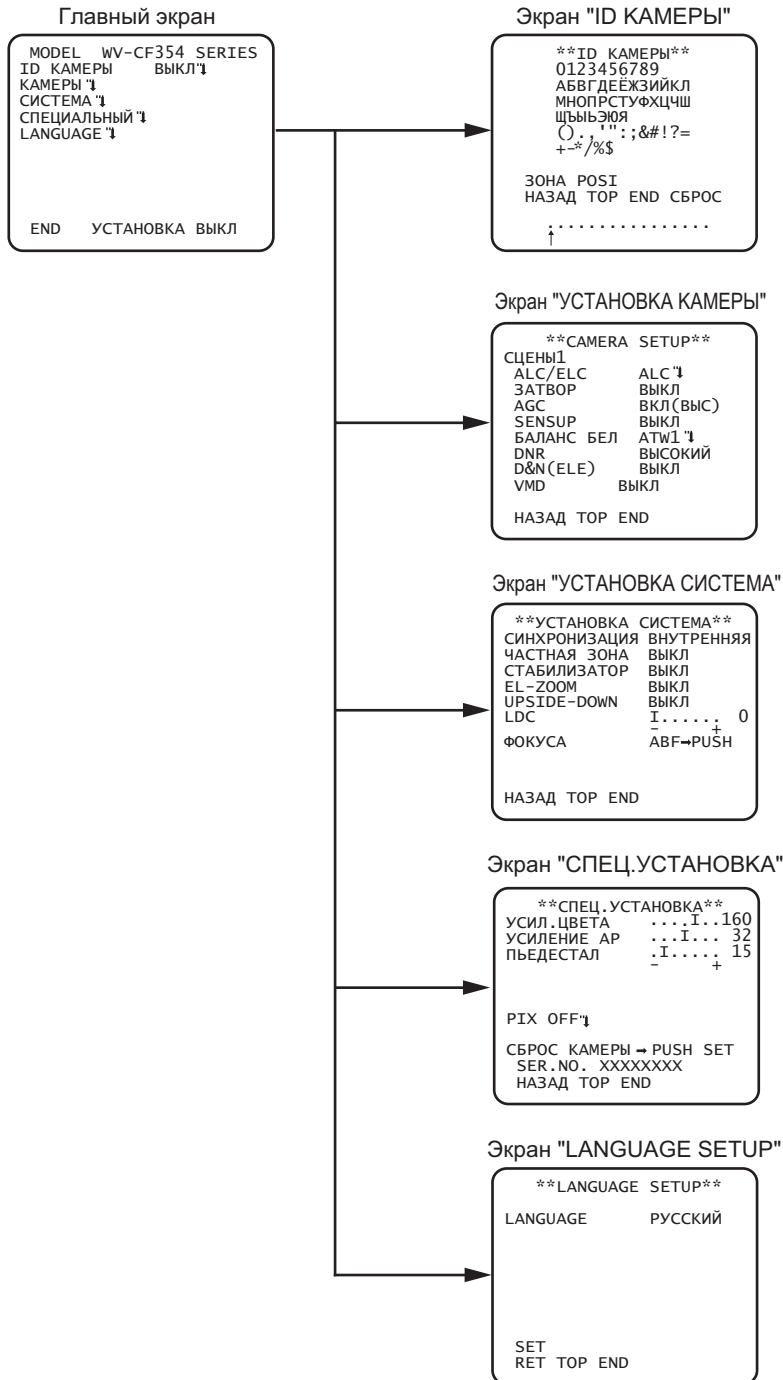 Главный экран
MODEL WV-CF354 SERIES
ID КАМЕРЫ ВЫКЛ
КАМЕРЫ
СИСТЕМА
СПЕЦИАЛЬНЫЙ
LANGUAGE
END УСТАНОВКА ВЫКЛ
Экран "ID КАМЕРЫ"
**ID КАМЕРЫ**
0123456789
АБВГДЕЁЖЗИЙКЛ
МНОПРСТУФХЦЧШ
ЩЪЫЬЭЮЯ
().,'":;&#!?=
+-*/%$
ЗОНА POSI
НАЗАД TOP END СБРОС
................
↑
Экран "УСТАНОВКА КАМЕРЫ"
**CAMERA SETUP**
СЦЕНЫ1
ALC/ELC ALC
ЗАТВОР ВЫКЛ
AGC ВКЛ(ВЫС)
SENSUP ВЫКЛ
БАЛАНС БЕЛ ATW1
DNR ВЫСОКИЙ
D&N(ELE) ВЫКЛ
VMD ВЫКЛ
НАЗАД TOP END
Экран "УСТАНОВКА СИСТЕМА"
**УСТАНОВКА СИСТЕМА**
СИНХРОНИЗАЦИЯ ВНУТРЕННЯЯ
ЧАСТНАЯ ЗОНА ВЫКЛ
СТАБИЛИЗАТОР ВЫКЛ
EL-ZOOM ВЫКЛ
UPSIDE-DOWN ВЫКЛ
LDC I...... 0
- +
ФОКУСА ABF→PUSH
НАЗАД TOP END
Экран "СПЕЦ.УСТАНОВКА"
**СПЕЦ.УСТАНОВКА**
УСИЛ.ЦВЕТА ....I..160
УСИЛЕНИЕ АР ...I... 32
ПЬЕДЕСТАЛ .I..... 15
- +
PIX OFF
СБРОС КАМЕРЫ → PUSH SET
SER.NO. XXXXXXXX
НАЗАД TOP END
Экран "LANGUAGE SETUP"
**LANGUAGE SETUP**
LANGUAGE РУССКИЙ
SET
RET TOP END